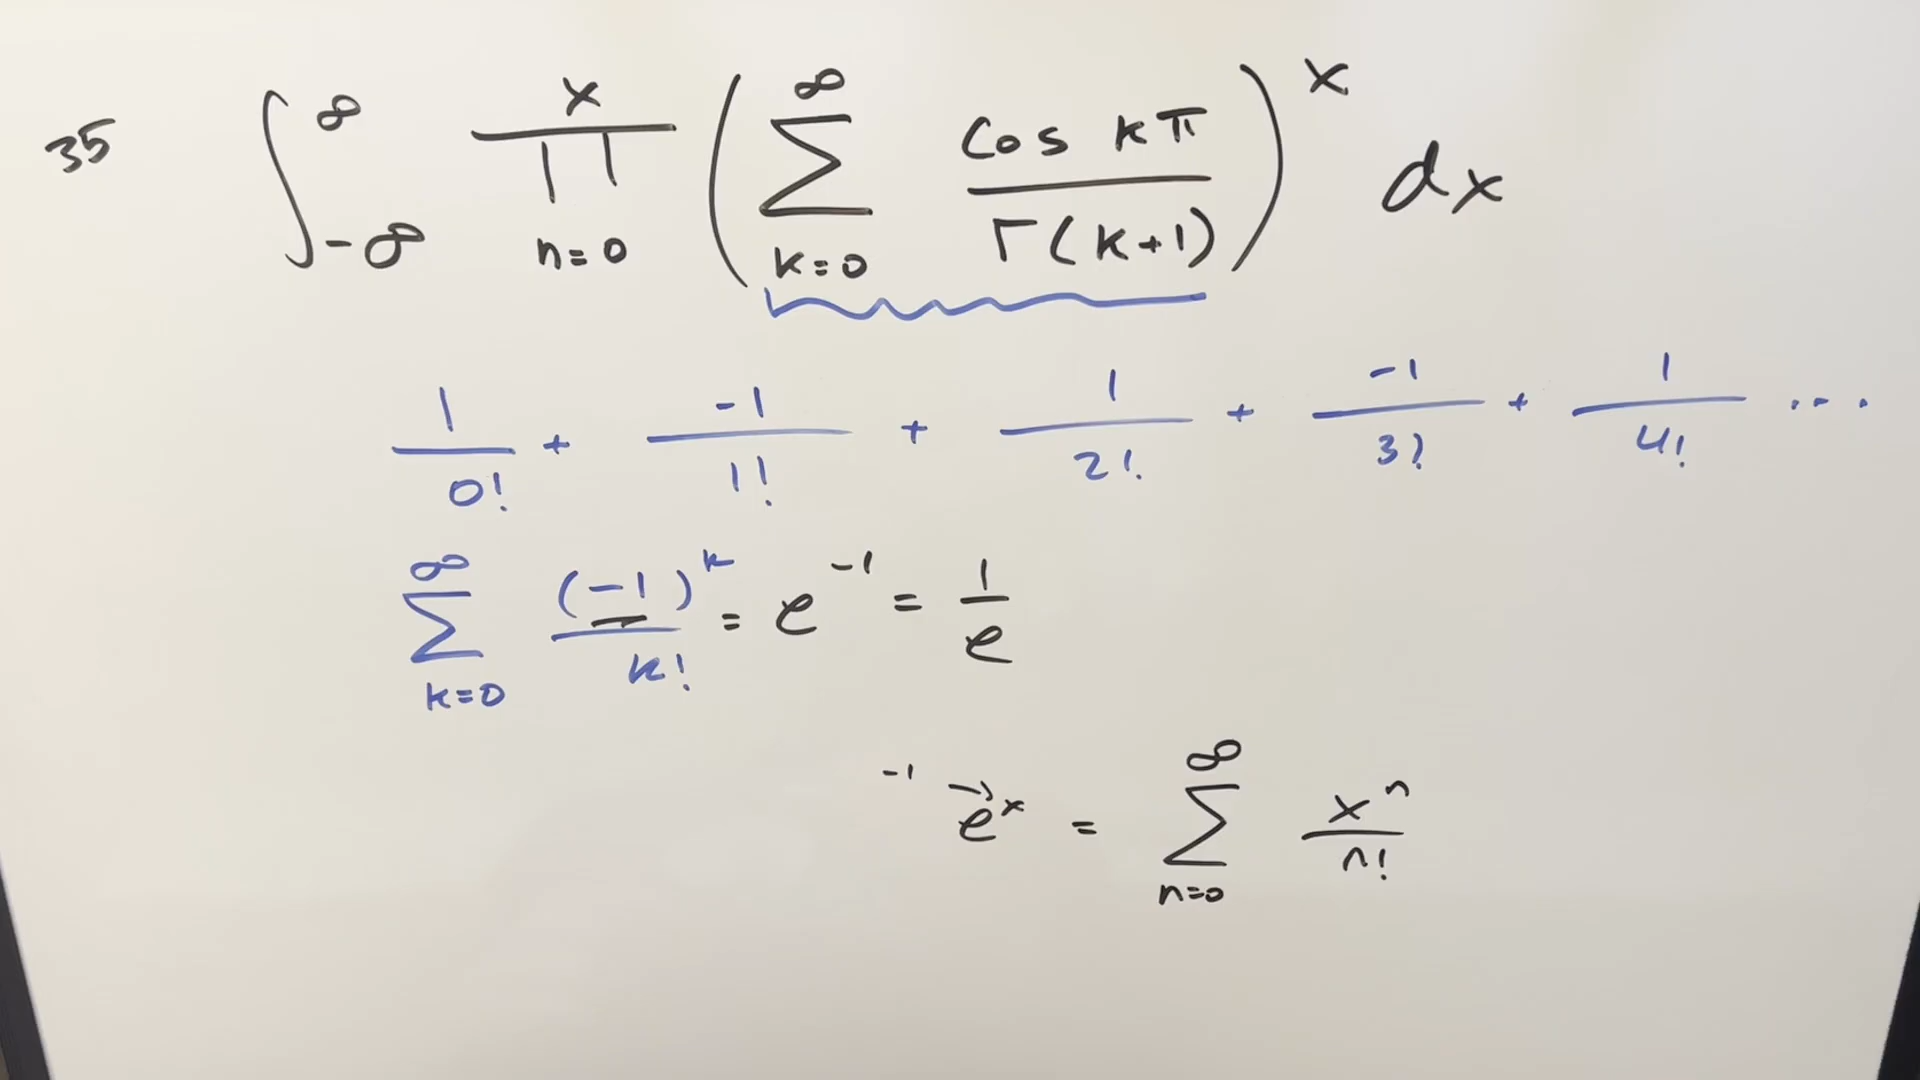 35 ∫_{-∞}^{∞} ∏_{n=0}^{x} ( ∑_{k=0}^{∞} cos kπ / Γ(k+1) )^x dx
1/0! + -1/1! + 1/2! + -1/3! + 1/4! ...
∑_{k=0}^{∞} (-1)^k / k! = e^{-1} = 1/e
-1 → e^x = ∑_{n=0}^{∞} x^n / n!